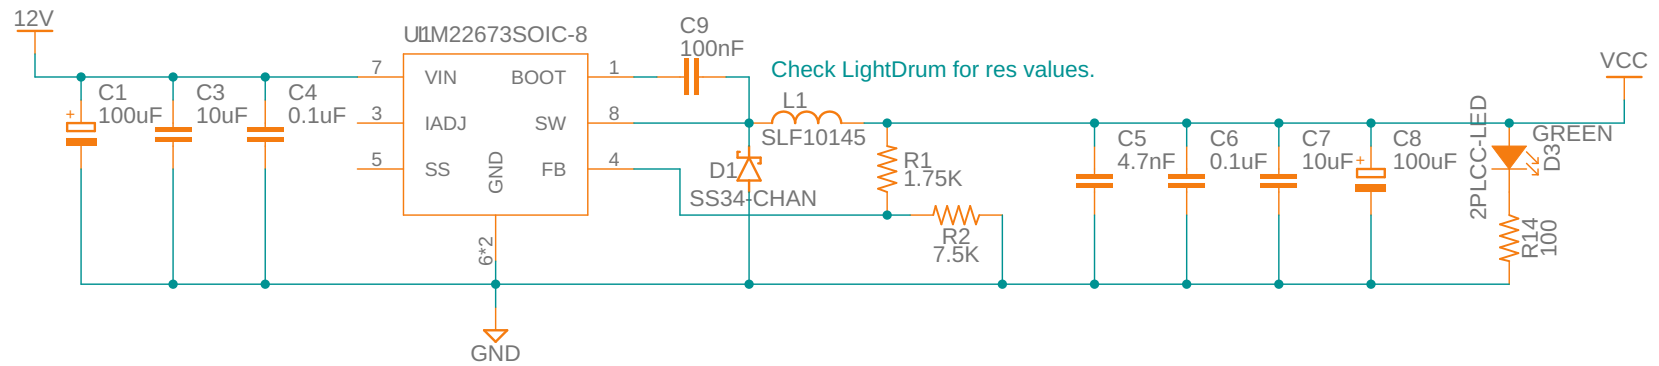 12V
U1
LM22673SOIC-8
7
VIN
BOOT
1
3
IADJ
SW
8
5
SS
FB
4
GND
6*2
C1
100uF
C3
10uF
C4
0.1uF
C9
100nF
Check LightDrum for res values.
L1
SLF10145
D1
SS34-CHAN
R1
1.75K
R2
7.5K
C5
4.7nF
C6
0.1uF
C7
10uF
C8
100uF
VCC
2PLCC-LED
GREEN
D3
R14
100
+
+
GND